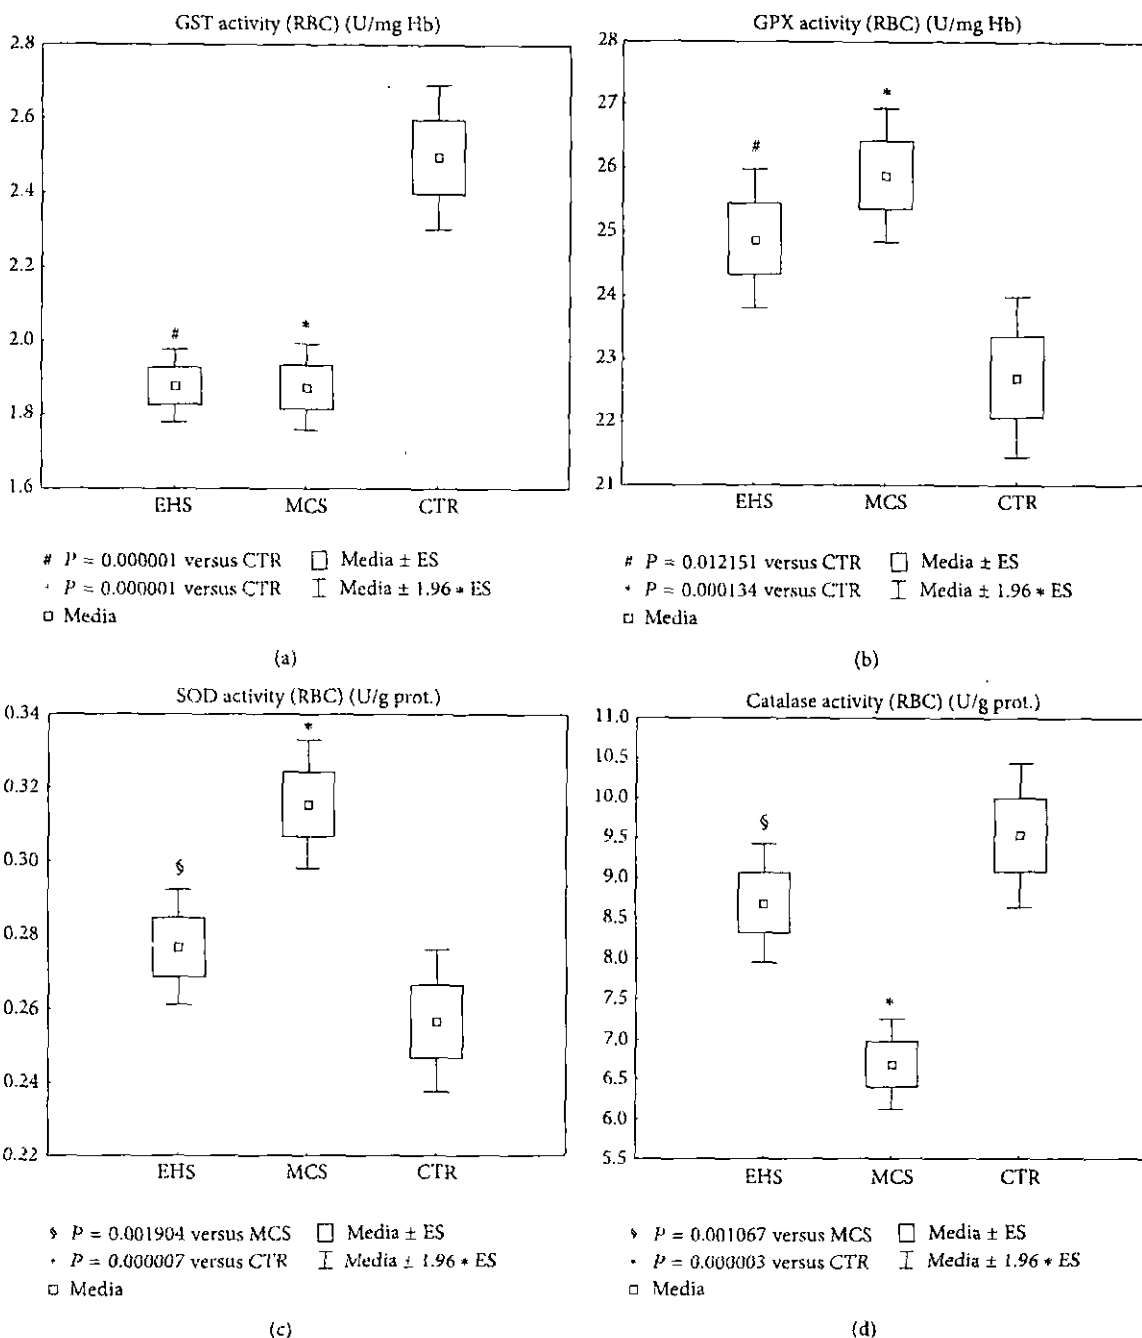 GST activity (RBC) (U/mg Hb)
2.8
2.6
2.4
2.2
2.0
1.8
1.6
#
*
EHS MCS CTR
# P = 0.000001 versus CTR □ Media ± ES
* P = 0.000001 versus CTR ⌶ Media ± 1.96 * ES
□ Media
(a)
GPX activity (RBC) (U/mg Hb)
28
27
26
25
24
23
22
21
#
*
EHS MCS CTR
# P = 0.012151 versus CTR □ Media ± ES
* P = 0.000134 versus CTR ⌶ Media ± 1.96 * ES
□ Media
(b)
SOD activity (RBC) (U/g prot.)
0.34
0.32
0.30
0.28
0.26
0.24
0.22
§
*
EHS MCS CTR
§ P = 0.001904 versus MCS □ Media ± ES
* P = 0.000007 versus CTR ⌶ Media ± 1.96 * ES
□ Media
(c)
Catalase activity (RBC) (U/g prot.)
11.0
10.5
10.0
9.5
9.0
8.5
8.0
7.5
7.0
6.5
6.0
5.5
§
*
EHS MCS CTR
§ P = 0.001067 versus MCS □ Media ± ES
* P = 0.000003 versus CTR ⌶ Media ± 1.96 * ES
□ Media
(d)